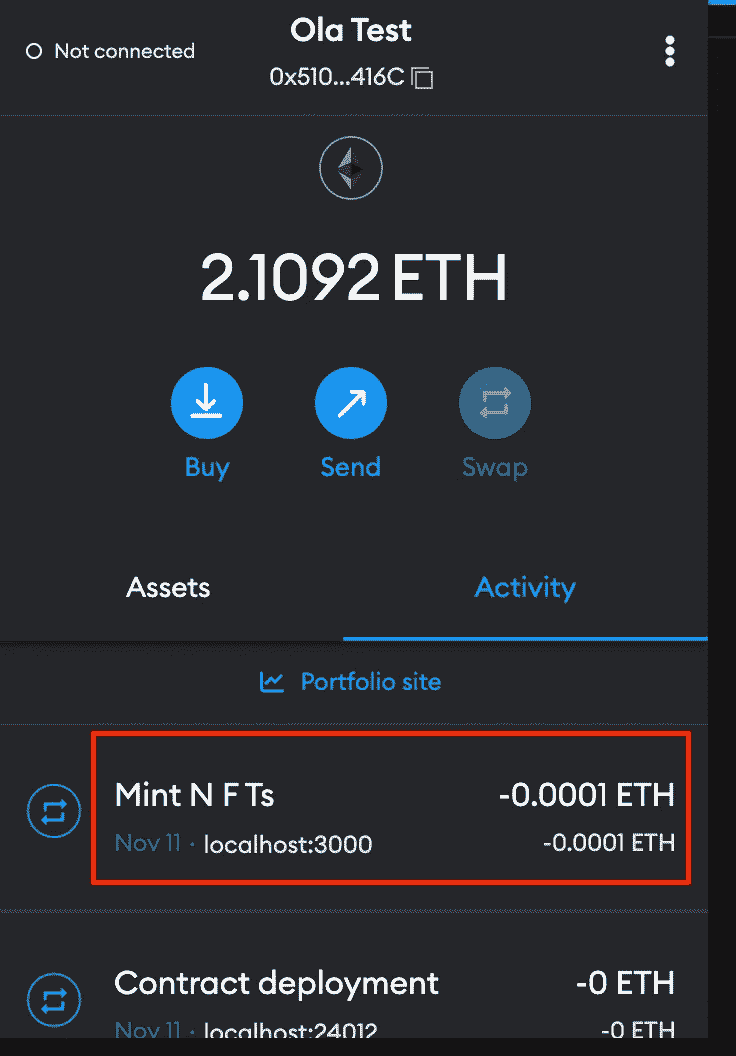 Ola Test
Not connected
0x510...416C
2.1092 ETH
Buy Send Swap
Assets Activity
Portfolio site
Mint N F Ts -0.0001 ETH
Nov 11 · localhost:3000 -0.0001 ETH
Contract deployment -0 ETH
Nov 11 · localhost:24012 -0 ETH